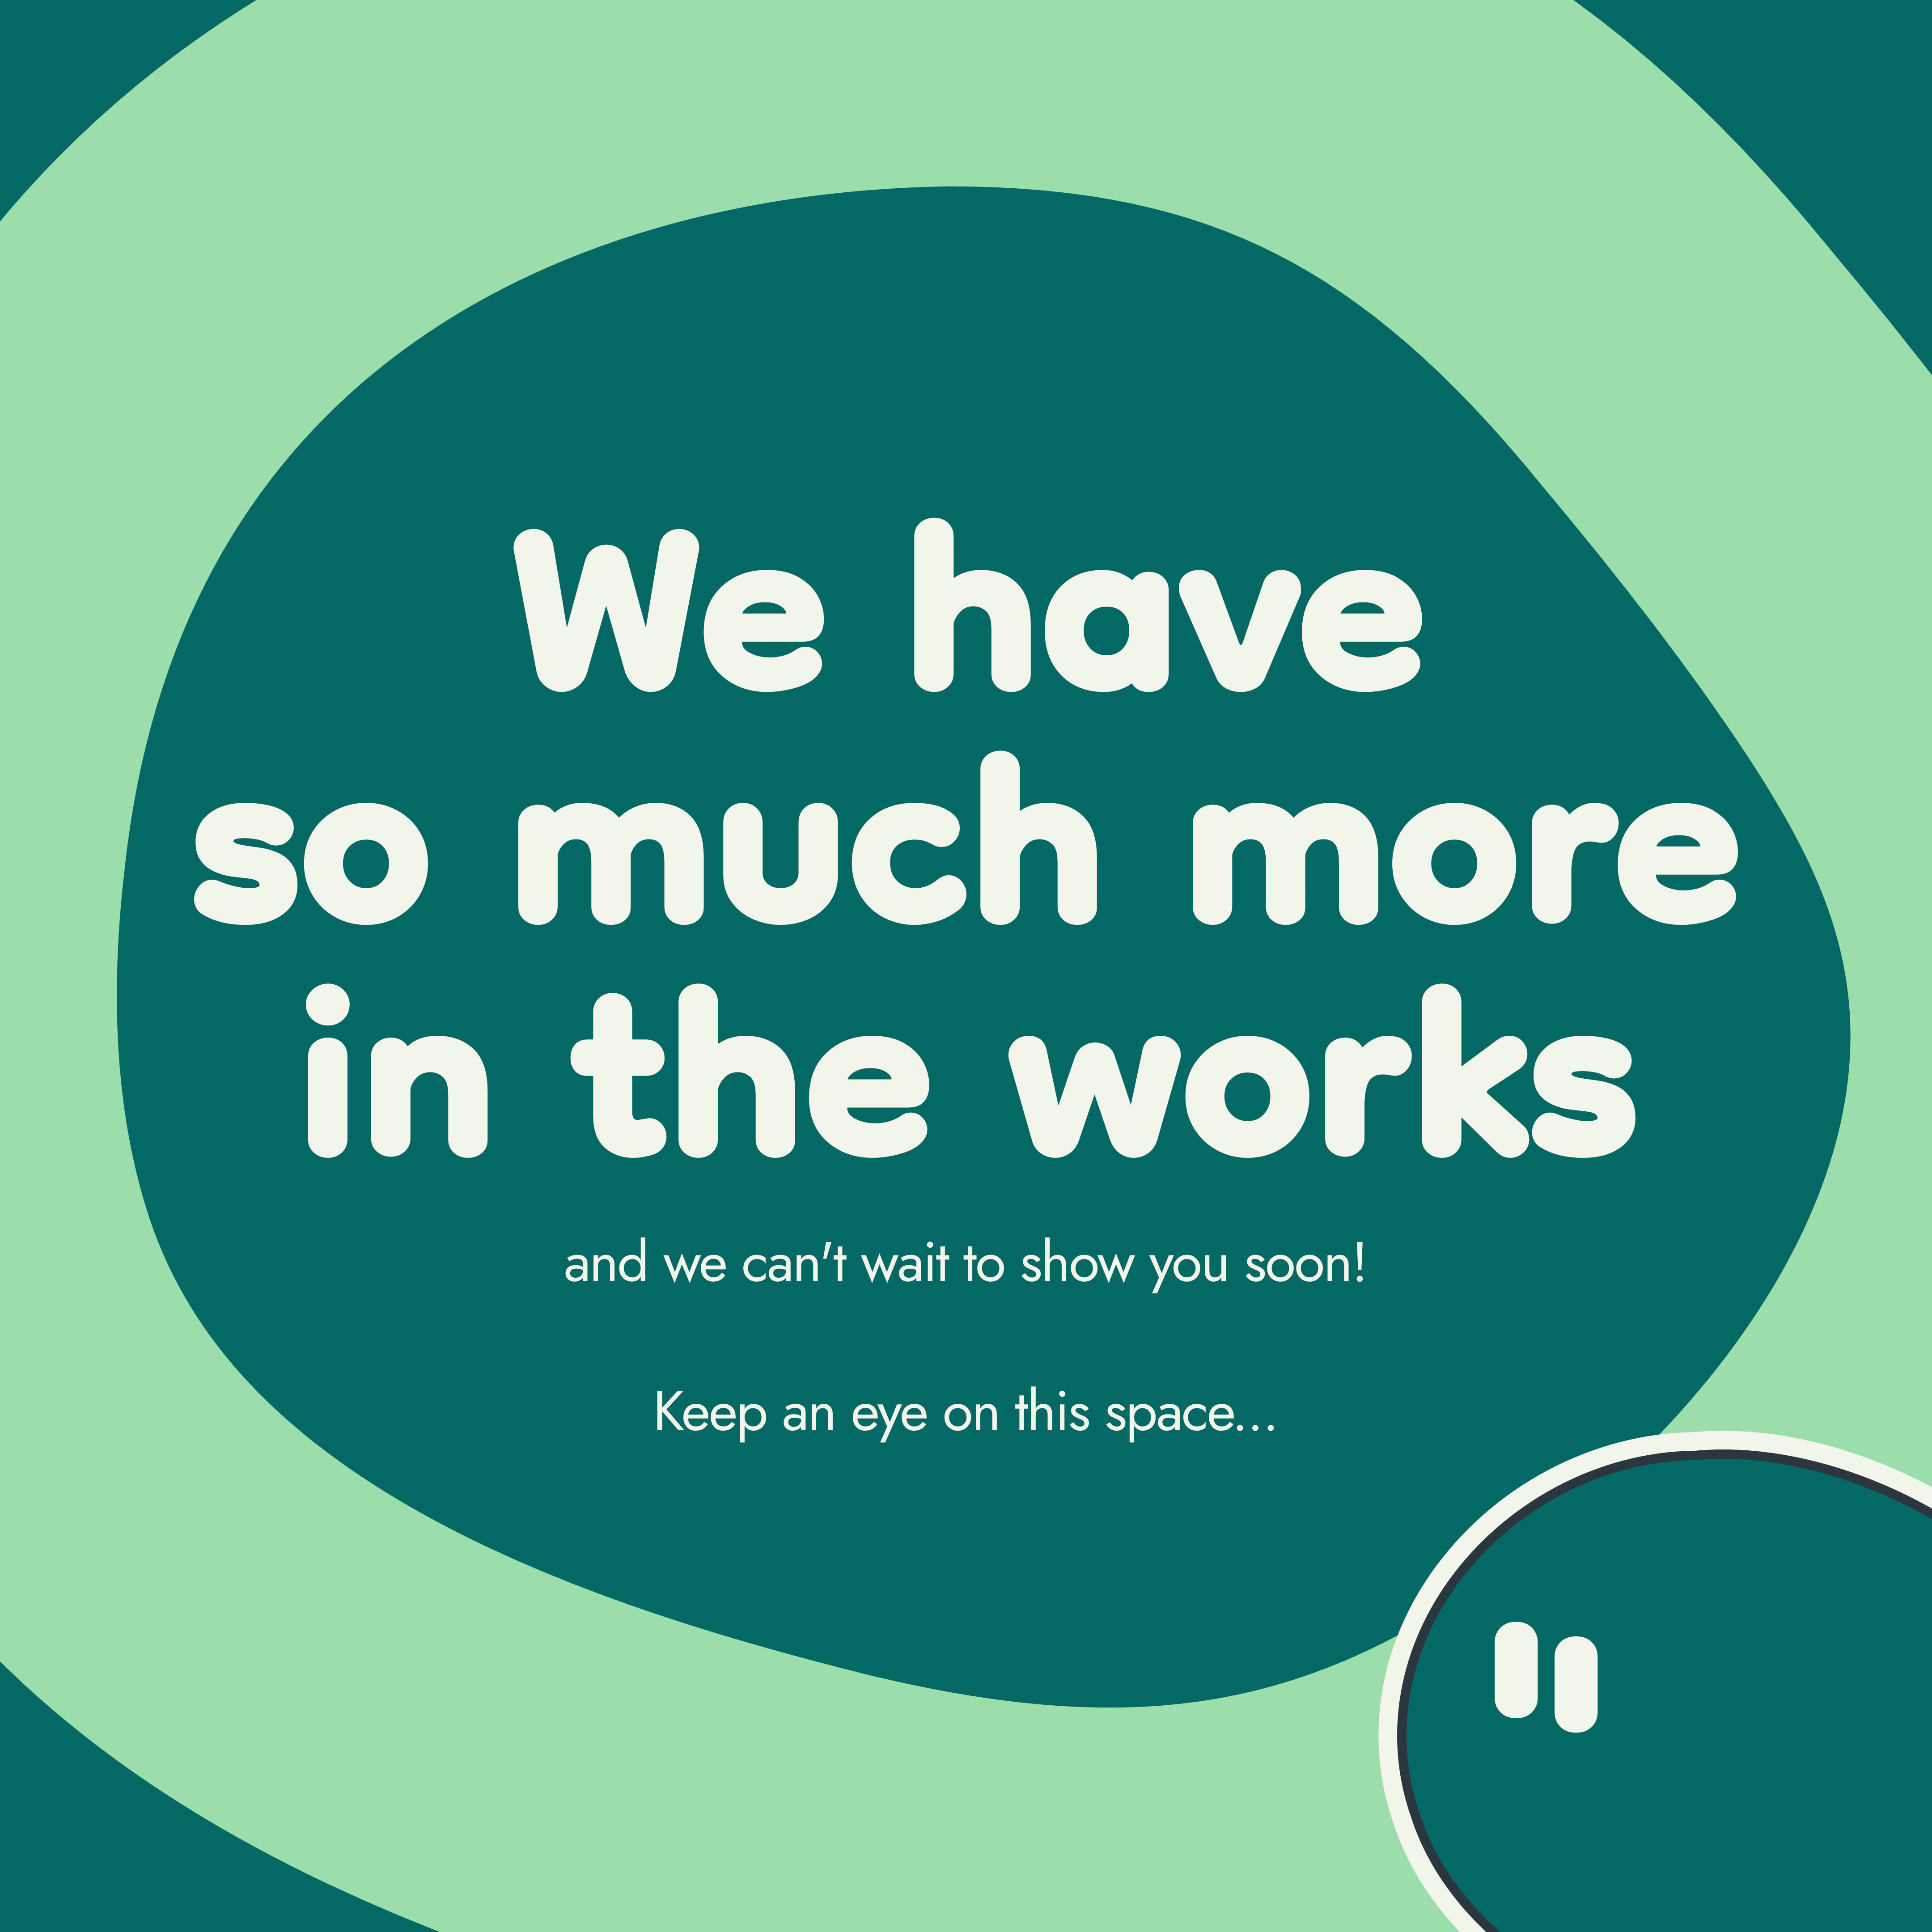 We have
so much more
in the works
and we can't wait to show you soon!
Keep an eye on this space...